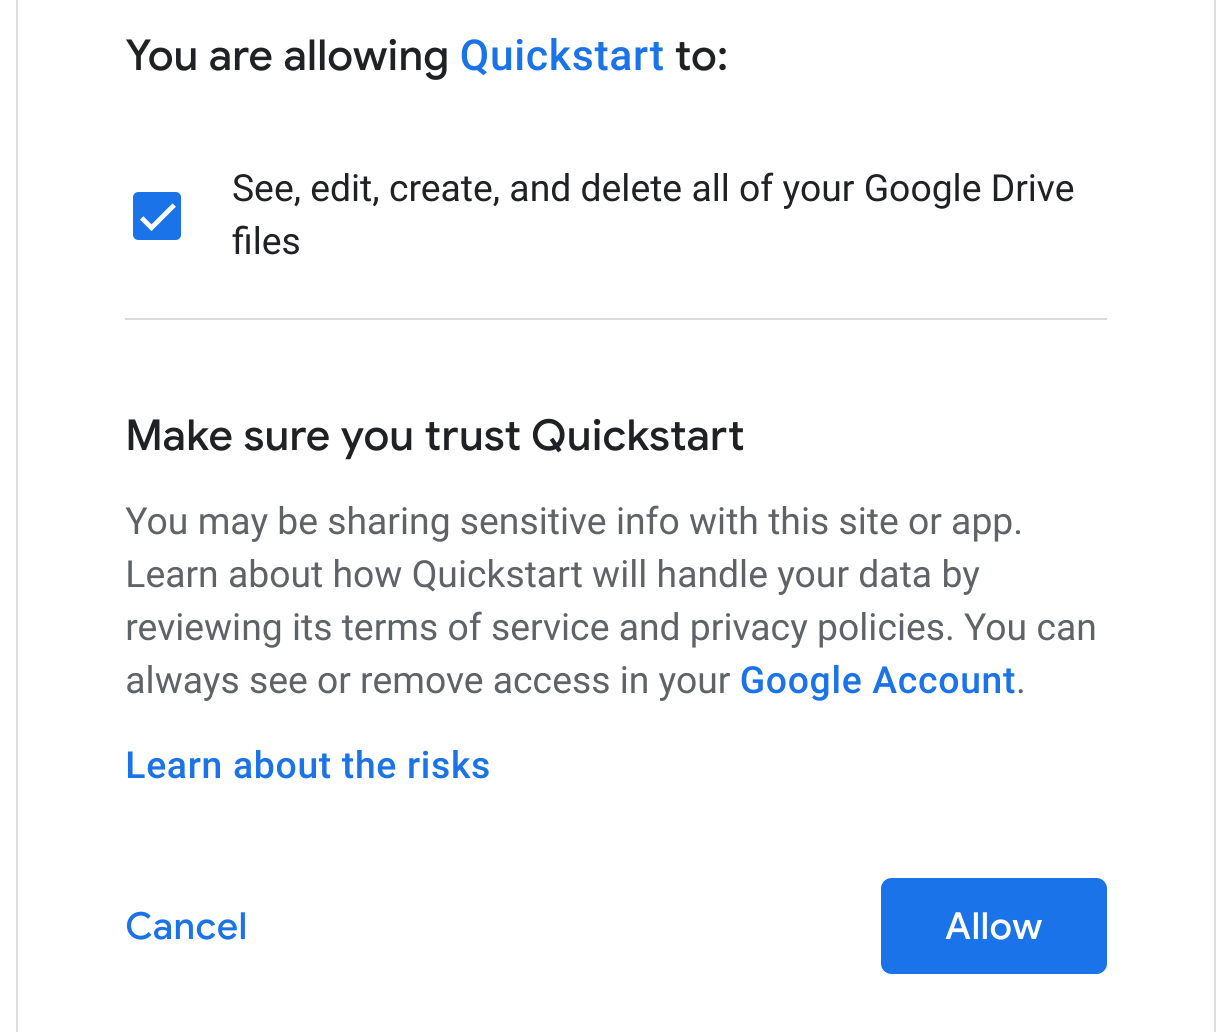 You are allowing Quickstart to:
See, edit, create, and delete all of your Google Drive
files
Make sure you trust Quickstart
You may be sharing sensitive info with this site or app.
Learn about how Quickstart will handle your data by
reviewing its terms of service and privacy policies. You can
always see or remove access in your Google Account.
Learn about the risks
Cancel
Allow